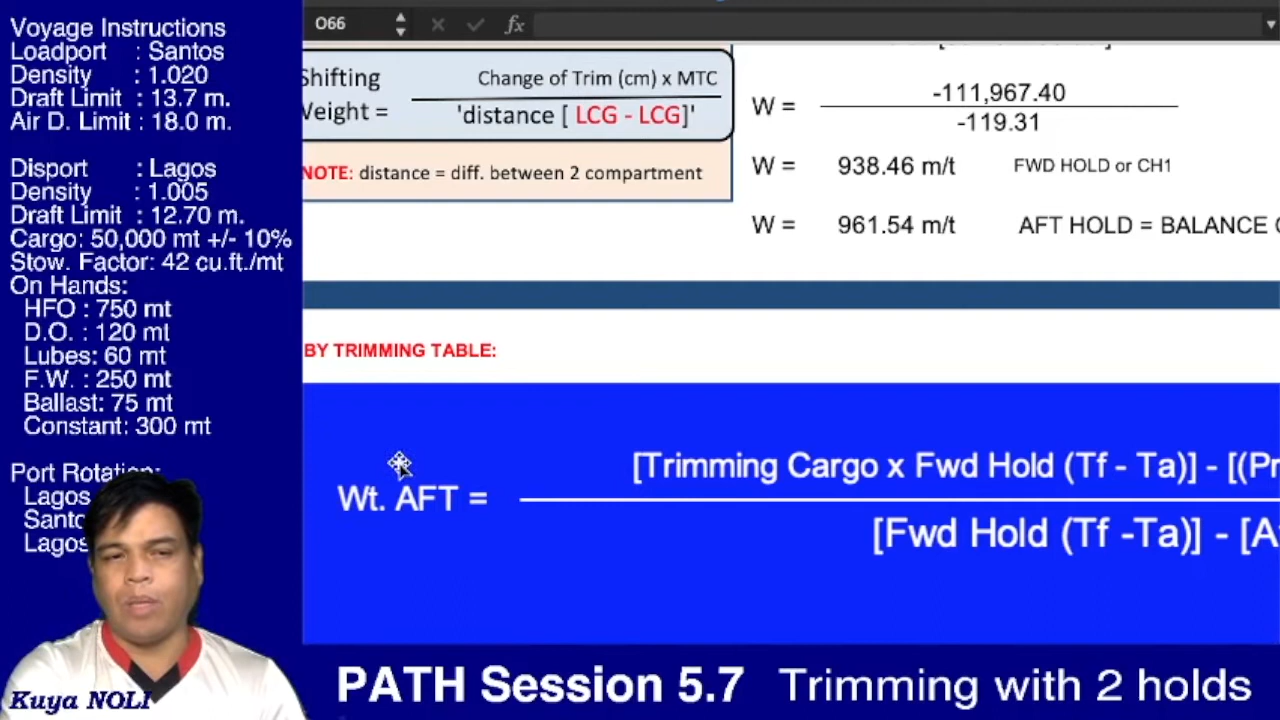 Voyage Instructions
Loadport : Santos
Density : 1.020
Draft Limit : 13.7 m.
Air D. Limit : 18.0 m.
Disport : Lagos
Density : 1.005
Draft Limit : 12.70 m.
Cargo: 50,000 mt +/- 10%
Stow. Factor: 42 cu.ft./mt
On Hands:
HFO : 750 mt
D.O. : 120 mt
Lubes: 60 mt
F.W. : 250 mt
Ballast: 75 mt
Constant: 300 mt
Port Rotation:
Lagos
Santo
Lagos
Kuya NOLI
O66
fx
Shifting
Weight =
Change of Trim (cm) x MTC
'distance [ LCG - LCG]'
NOTE: distance = diff. between 2 compartment
W =
-111,967.40
-119.31
W = 938.46 m/t FWD HOLD or CH1
W = 961.54 m/t AFT HOLD = BALANCE
BY TRIMMING TABLE:
Wt. AFT =
[Trimming Cargo x Fwd Hold (Tf - Ta)] - [(Pr
[Fwd Hold (Tf -Ta)] - [A
PATH Session 5.7 Trimming with 2 holds